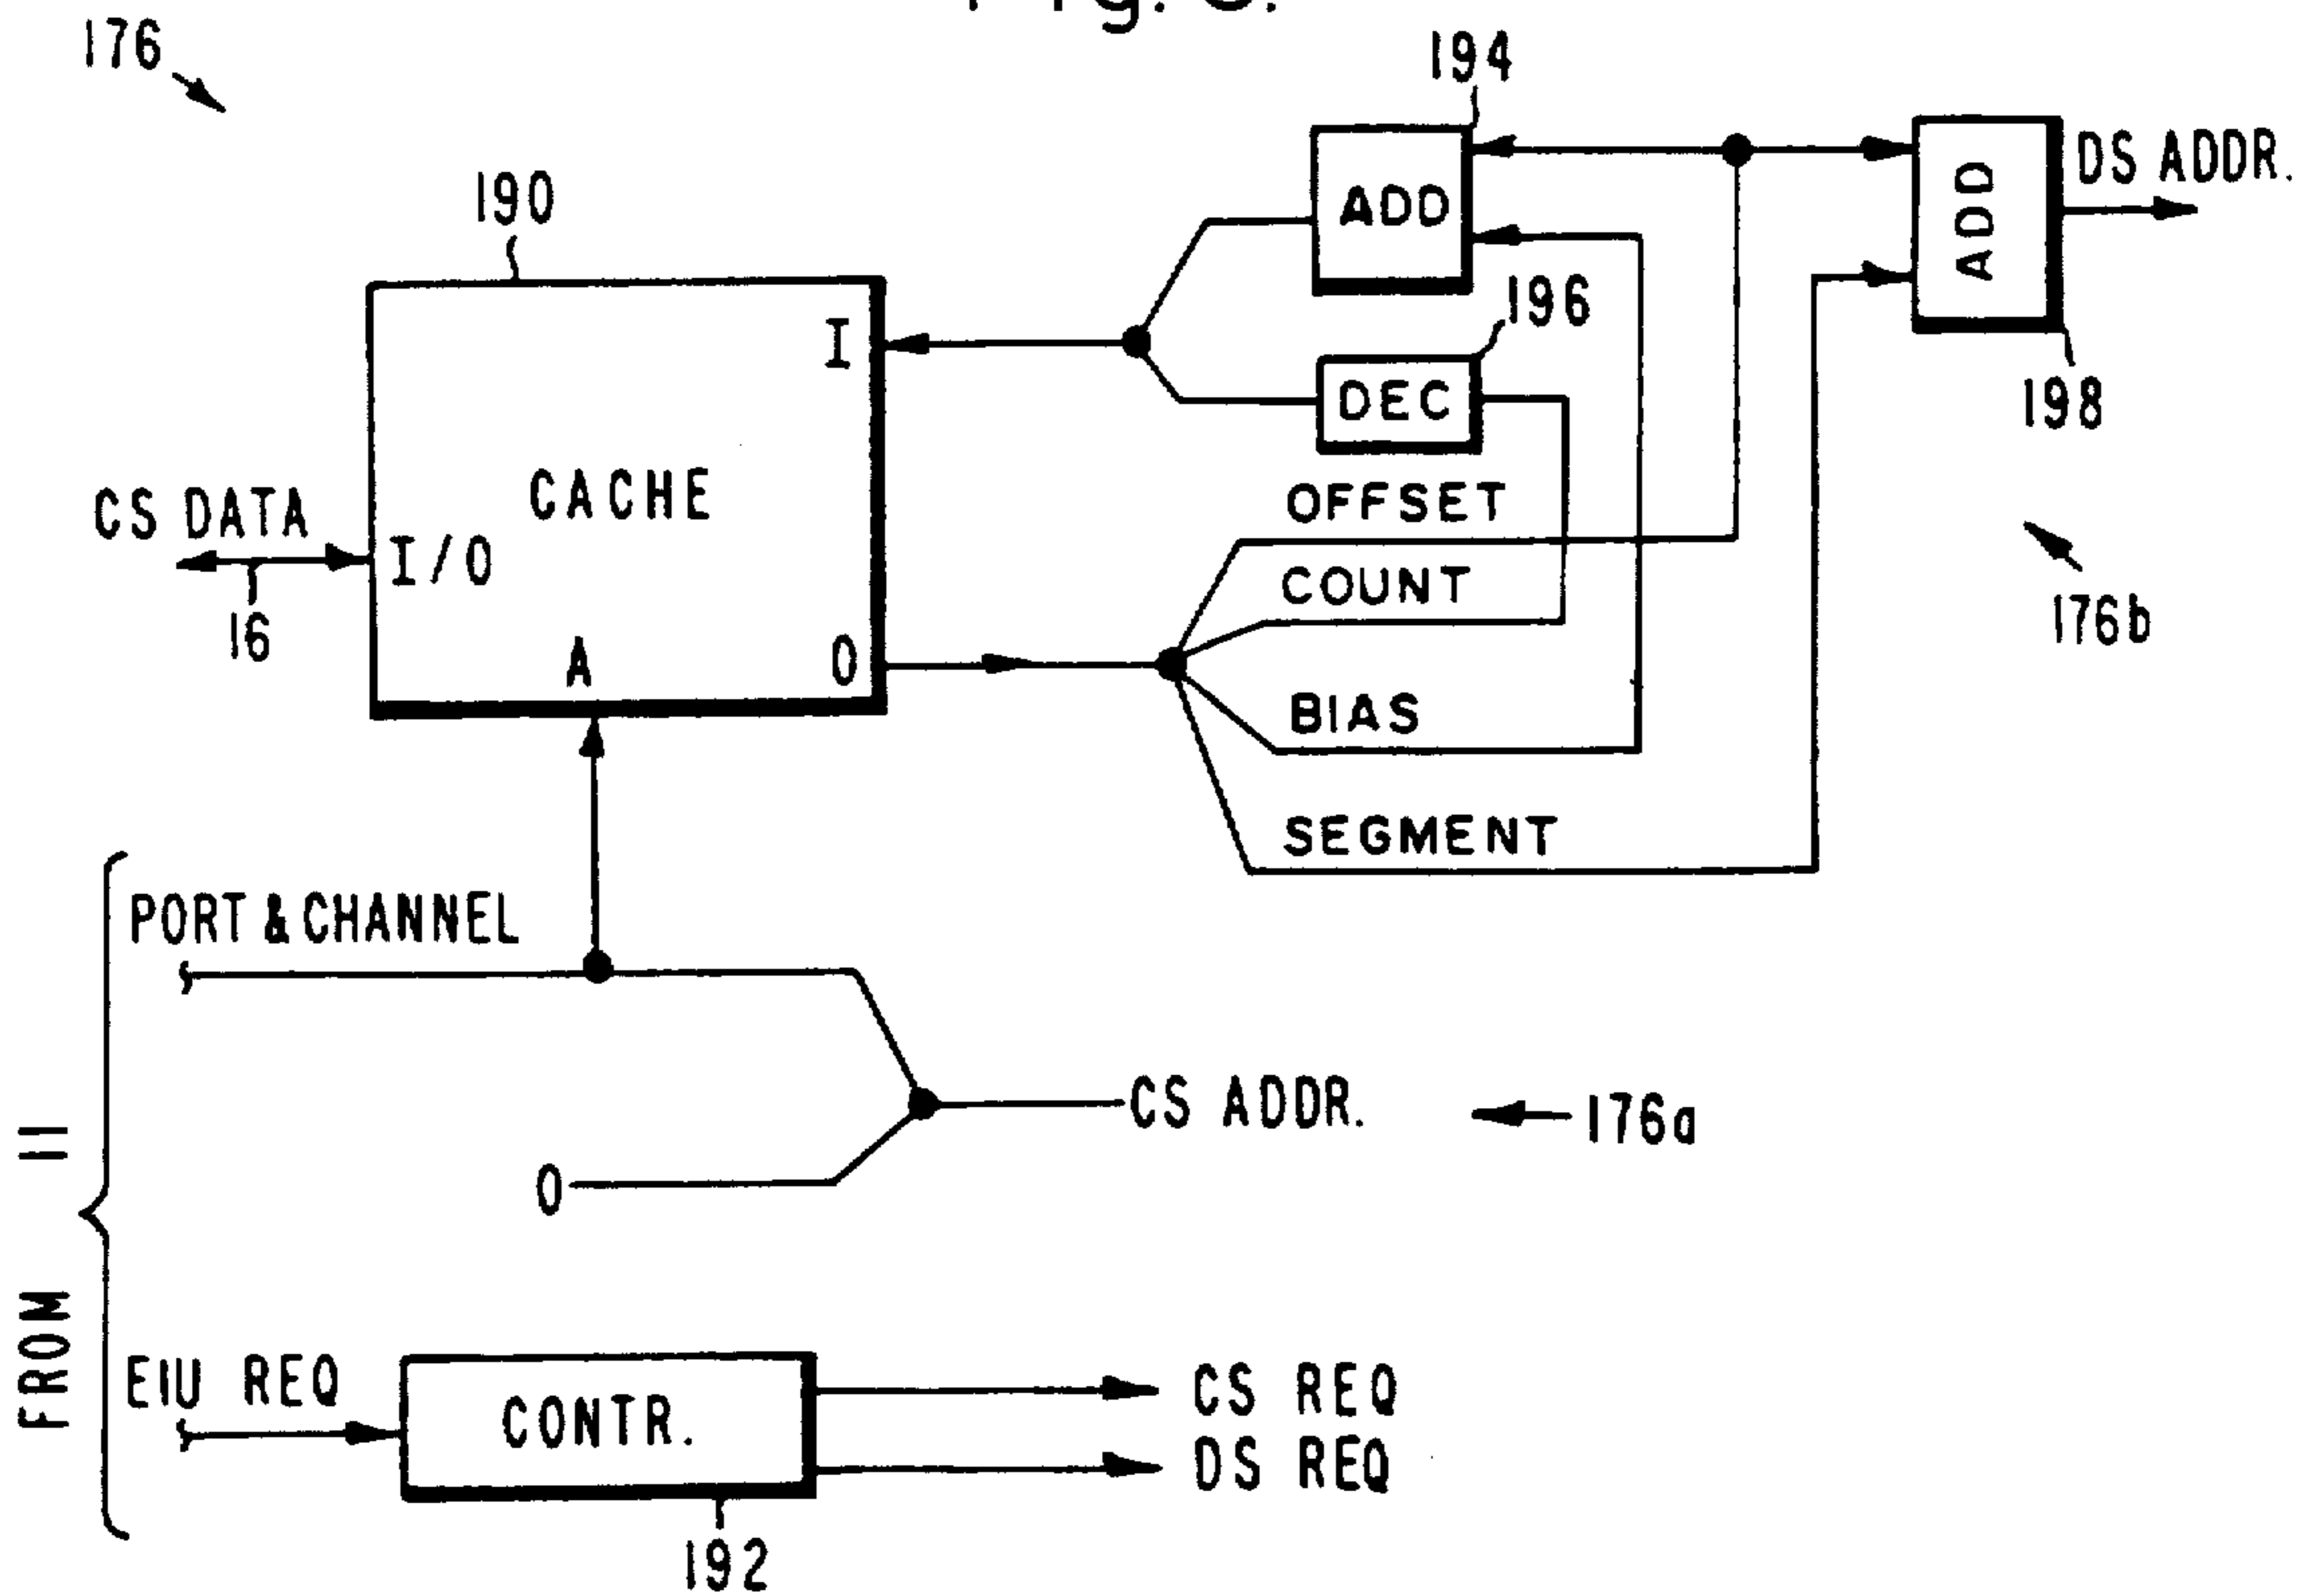 176
194
190
ADD
ADD
DS ADDR.
196
I
DEC
198
CACHE
CS DATA
OFFSET
I/O
COUNT
16
176b
A
O
BIAS
SEGMENT
PORT & CHANNEL
CS ADDR.
176a
0
FROM 11
EIU REQ
CONTR.
CS REQ
DS REQ
192